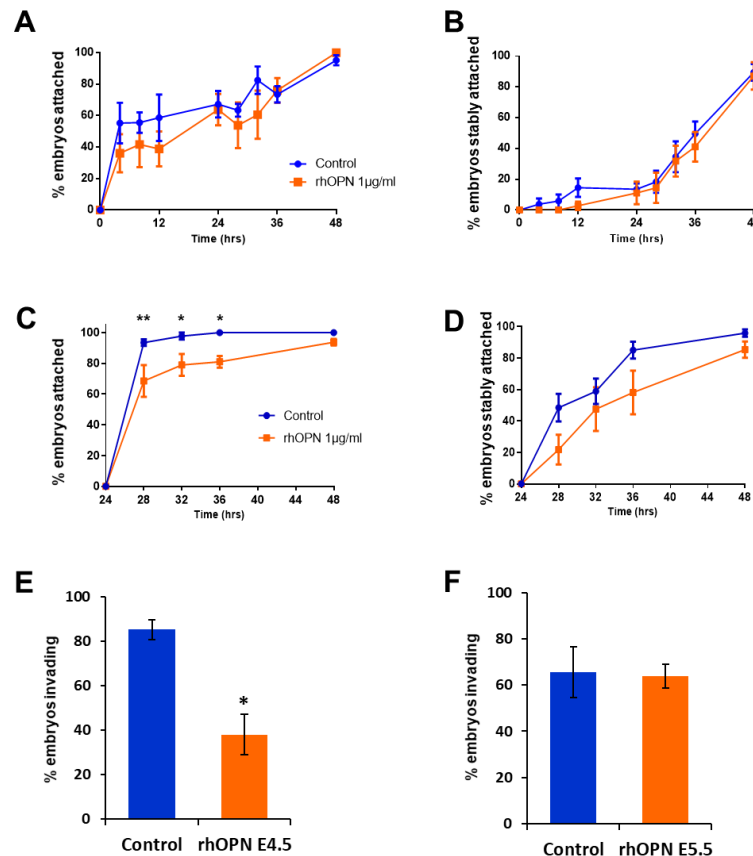 A
% embryos attached
100
80
60
40
20
0
0 12 24 36 48
Time (hrs)
Control
rhOPN 1µg/ml
B
% embryos stably attached
100
80
60
40
20
0
0 12 24 36
Time (hrs)
C
% embryos attached
** * *
100
80
60
40
20
0
24 28 32 36 40 44 48
Time (hrs)
Control
rhOPN 1µg/ml
D
% embryos stably attached
100
80
60
40
20
0
24 28 32 36 40 44 48
Time (hrs)
E
% embryos invading
100
80
60
40
20
0
*
Control rhOPN E4.5
F
% embryos invading
100
80
60
40
20
0
Control rhOPN E5.5